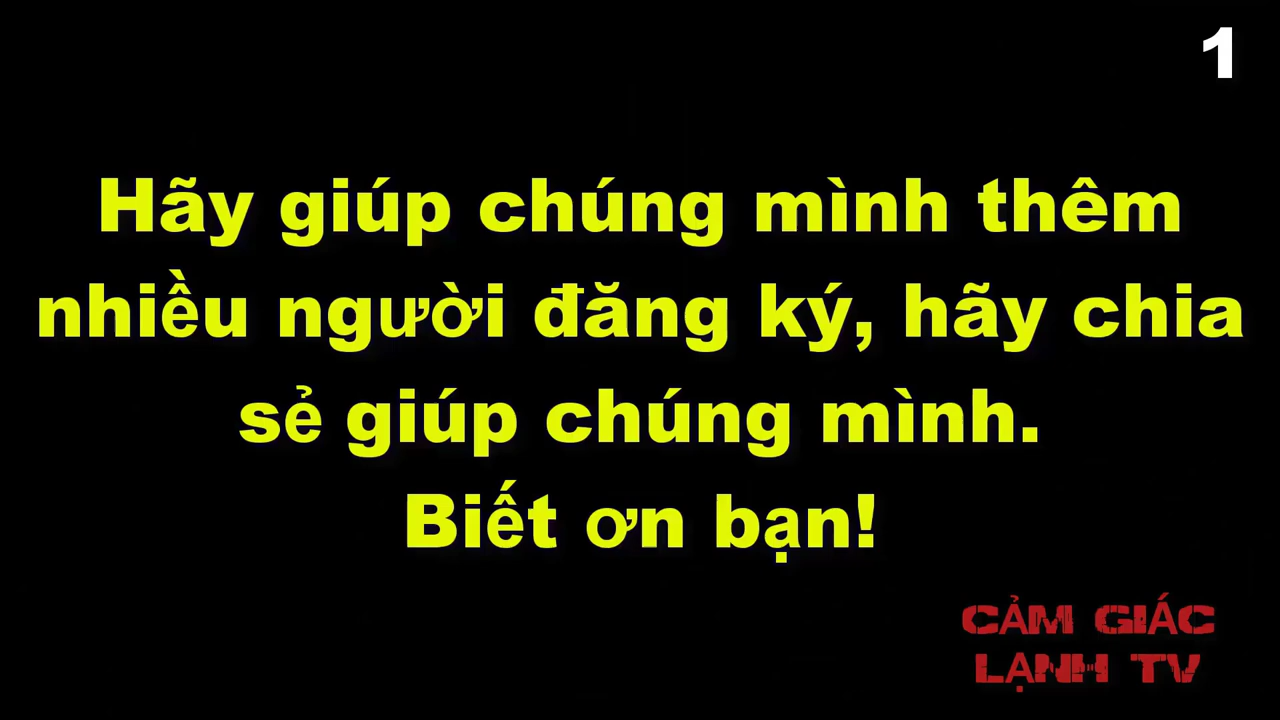 1
Hãy giúp chúng mình thêm
nhiều người đăng ký, hãy chia
sẻ giúp chúng mình.
Biết ơn bạn!
CẢM GIÁC
LẠNH TV